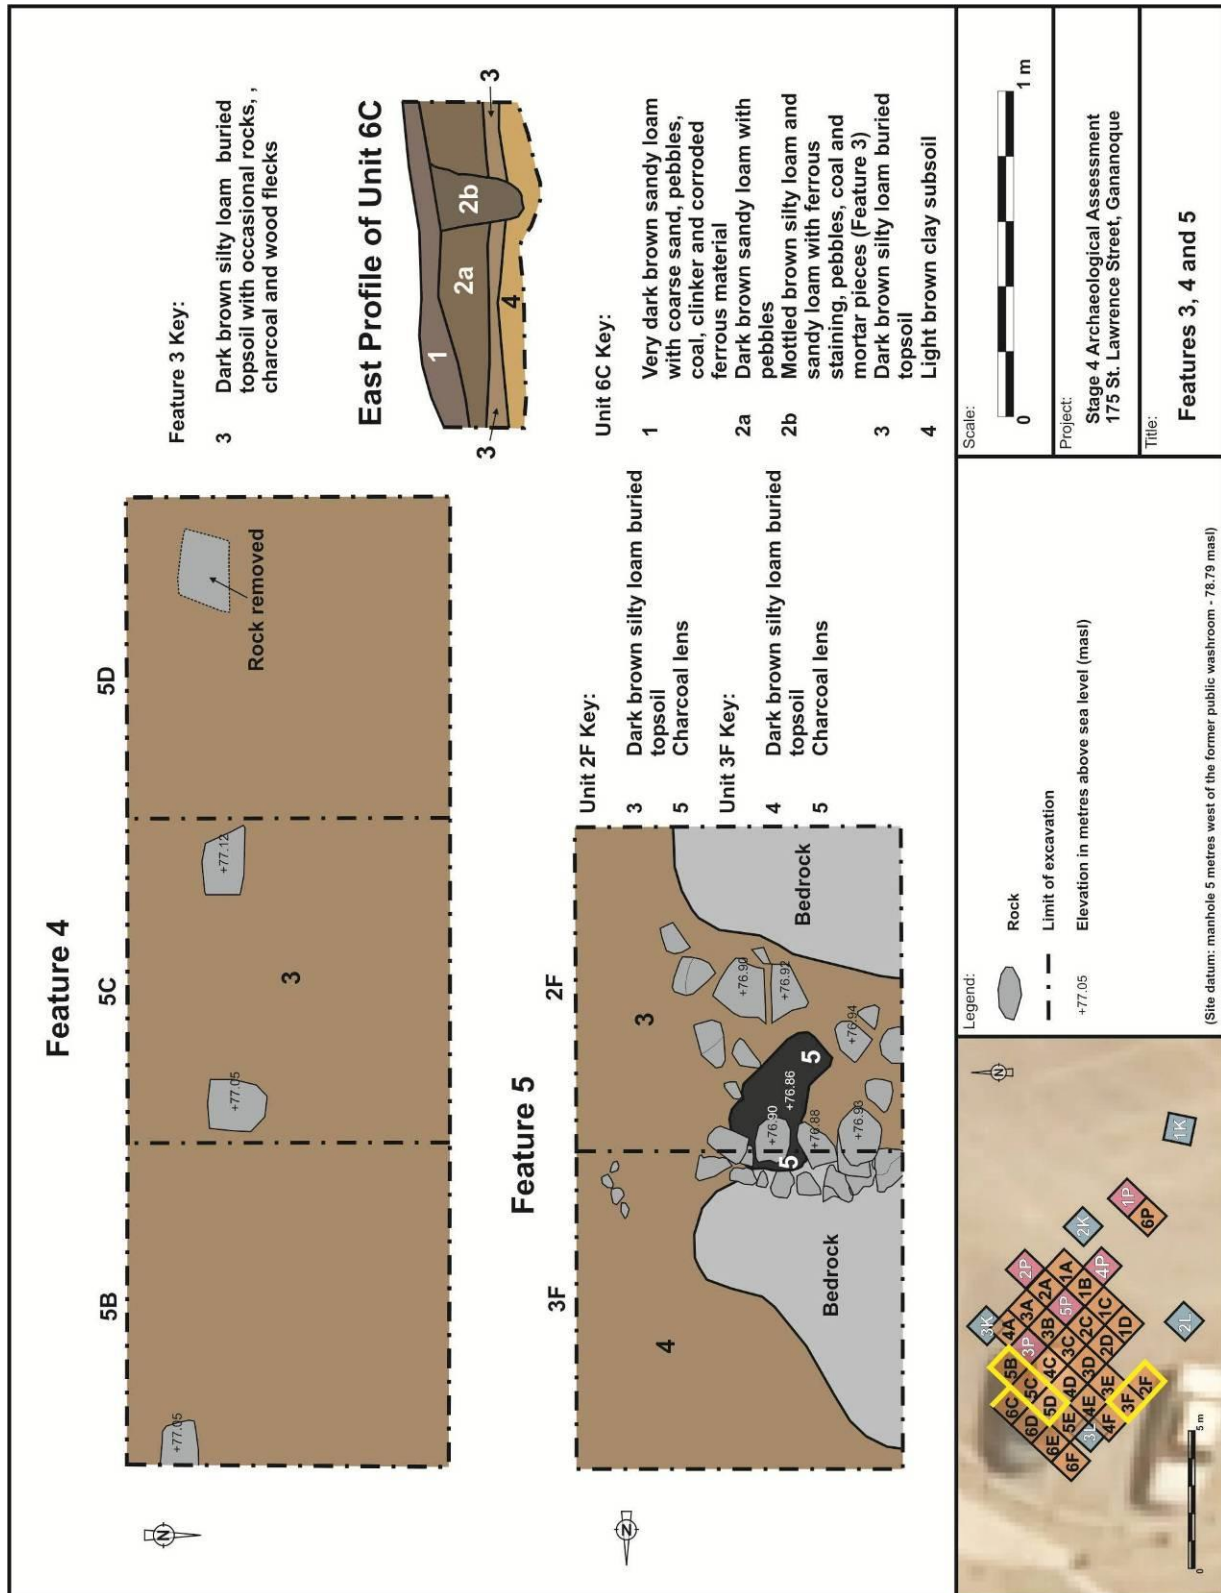 Feature 4
5B
5C
5D
+77.05
+77.05
+77.12
3
Rock removed
N
Feature 3 Key:
3 Dark brown silty loam buried
topsoil with occasional rocks, ,
charcoal and wood flecks
East Profile of Unit 6C
1
2a
2b
3
3
4
Unit 6C Key:
1 Very dark brown sandy loam
with coarse sand, pebbles,
coal, clinker and corroded
ferrous material
2a Dark brown sandy loam with
pebbles
2b Mottled brown silty loam and
sandy loam with ferrous
staining, pebbles, coal and
mortar pieces (Feature 3)
3 Dark brown silty loam buried
topsoil
4 Light brown clay subsoil
Feature 5
3F
2F
4
3
Bedrock
Bedrock
5
5
+76.90
+76.86
+76.88
+76.93
+76.90
+76.92
+76.94
N
Unit 2F Key:
3 Dark brown silty loam buried
topsoil
5 Charcoal lens
Unit 3F Key:
4 Dark brown silty loam buried
topsoil
5 Charcoal lens
3K
4A
3A
2P
2A
1A
2K
1P
6P
1K
5B
3P
3B
5P
1B
4P
6C
5C
4C
3C
2C
1C
6D
5D
4D
3D
2D
1D
6E
5E
4E
3E
2L
6F
3L
4F
3F
2F
N
0
5 m
Legend:
Rock
Limit of excavation
+77.05 Elevation in metres above sea level (masl)
(Site datum: manhole 5 metres west of the former public washroom - 78.79 masl)
Scale:
0
1 m
Project:
Stage 4 Archaeological Assessment
175 St. Lawrence Street, Gananoque
Title:
Features 3, 4 and 5